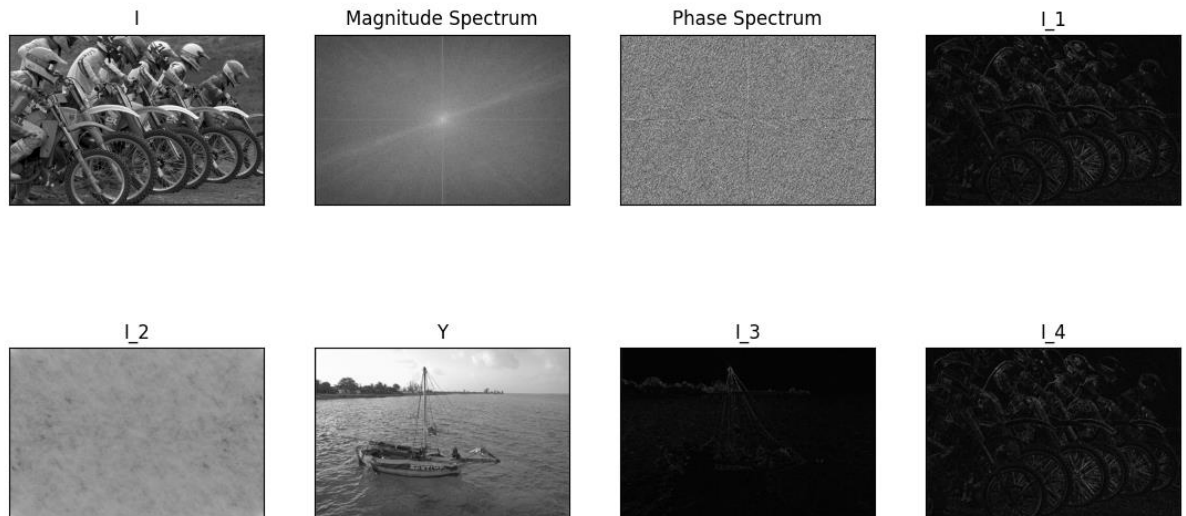 I
Magnitude Spectrum
Phase Spectrum
I_1
I_2
Y
I_3
I_4